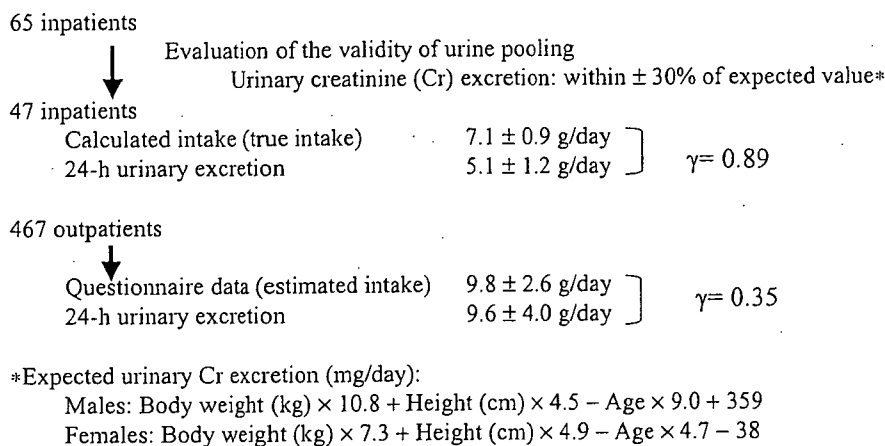 65 inpatients
Evaluation of the validity of urine pooling
Urinary creatinine (Cr) excretion: within ± 30% of expected value*
47 inpatients
Calculated intake (true intake) 7.1 ± 0.9 g/day
24-h urinary excretion 5.1 ± 1.2 g/day
γ= 0.89
467 outpatients
Questionnaire data (estimated intake) 9.8 ± 2.6 g/day
24-h urinary excretion 9.6 ± 4.0 g/day
γ= 0.35
*Expected urinary Cr excretion (mg/day):
Males: Body weight (kg) × 10.8 + Height (cm) × 4.5 – Age × 9.0 + 359
Females: Body weight (kg) × 7.3 + Height (cm) × 4.9 – Age × 4.7 – 38